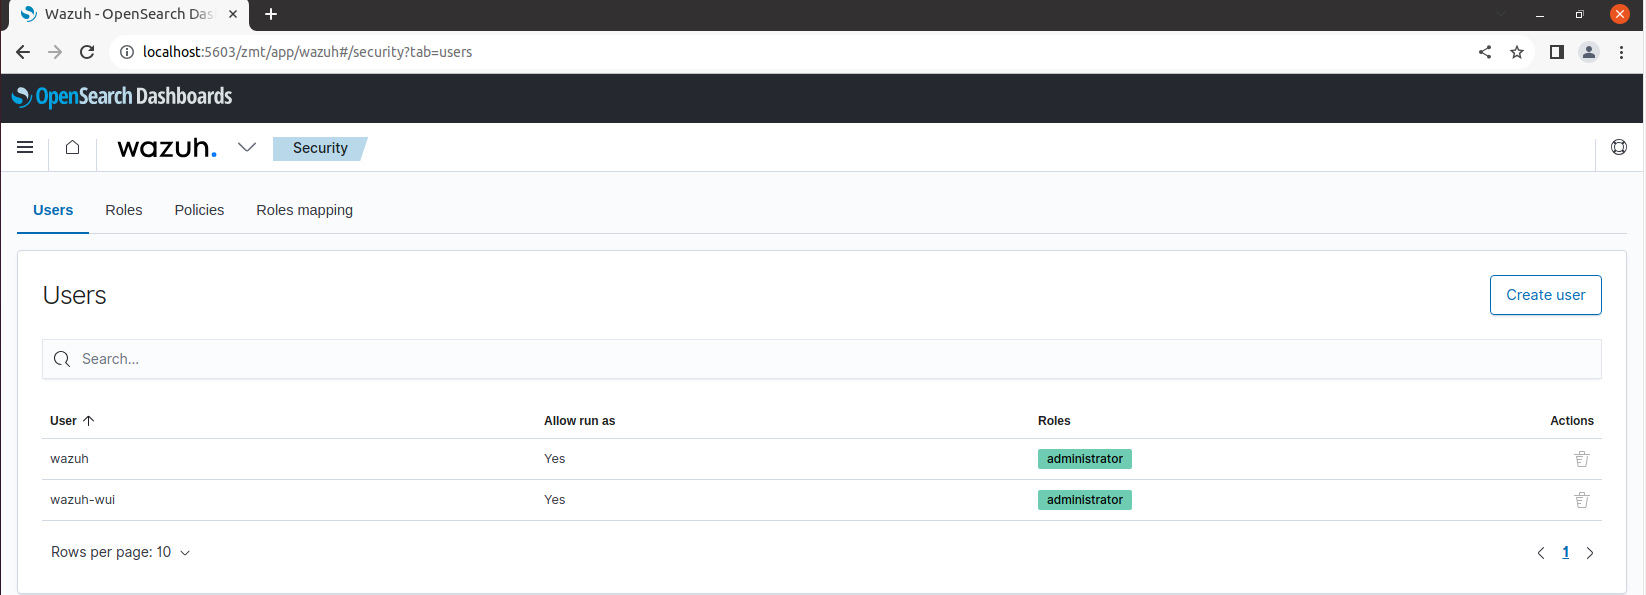 Wazuh - OpenSearch Das
localhost:5603/zmt/app/wazuh#/security?tab=users
OpenSearch Dashboards
wazuh. Security
Users Roles Policies Roles mapping
Users Create user
Search...
User Allow run as Roles Actions
wazuh Yes administrator
wazuh-wui Yes administrator
Rows per page: 10 1